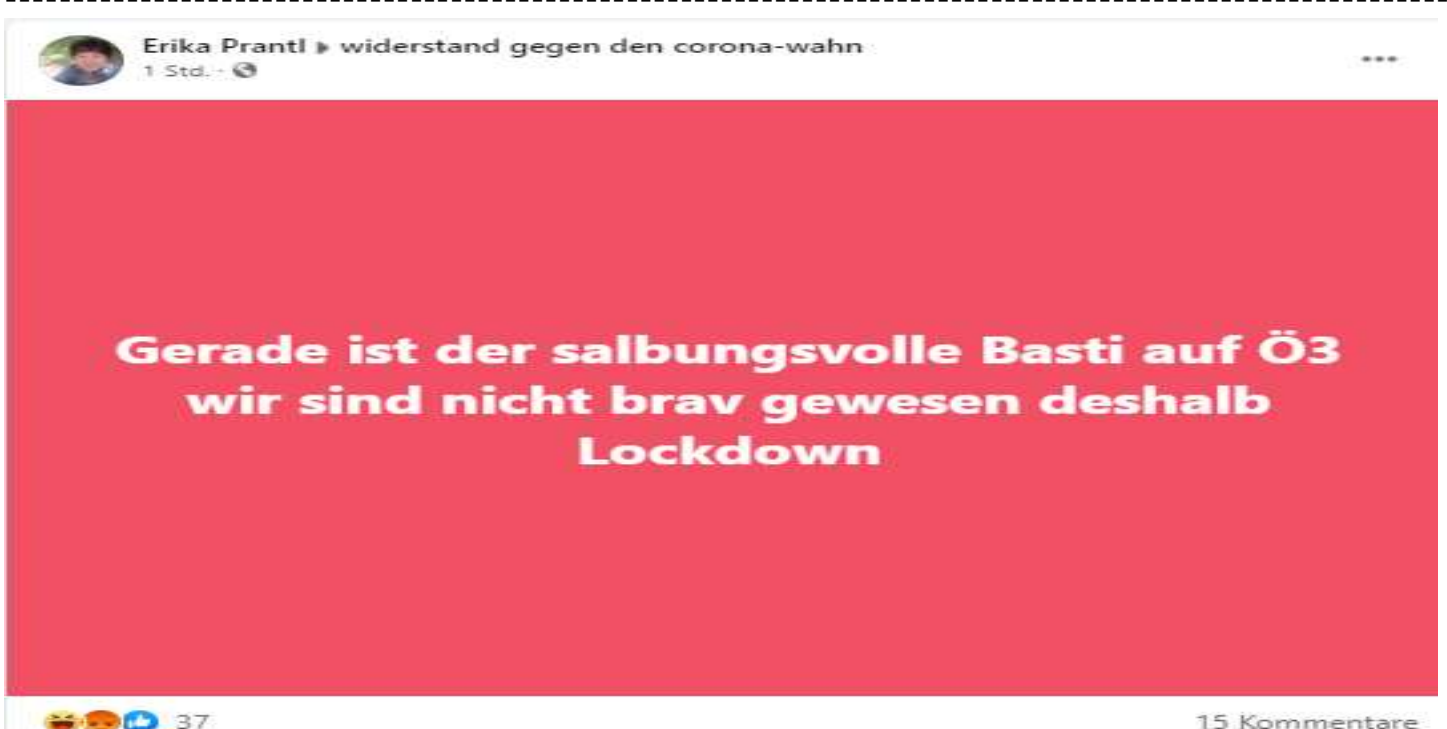 Erika Prantl ▸ widerstand gegen den corona-wahn
1 Std. ·
...
Gerade ist der salbungsvolle Basti auf Ö3
wir sind nicht brav gewesen deshalb
Lockdown
37
15 Kommentare